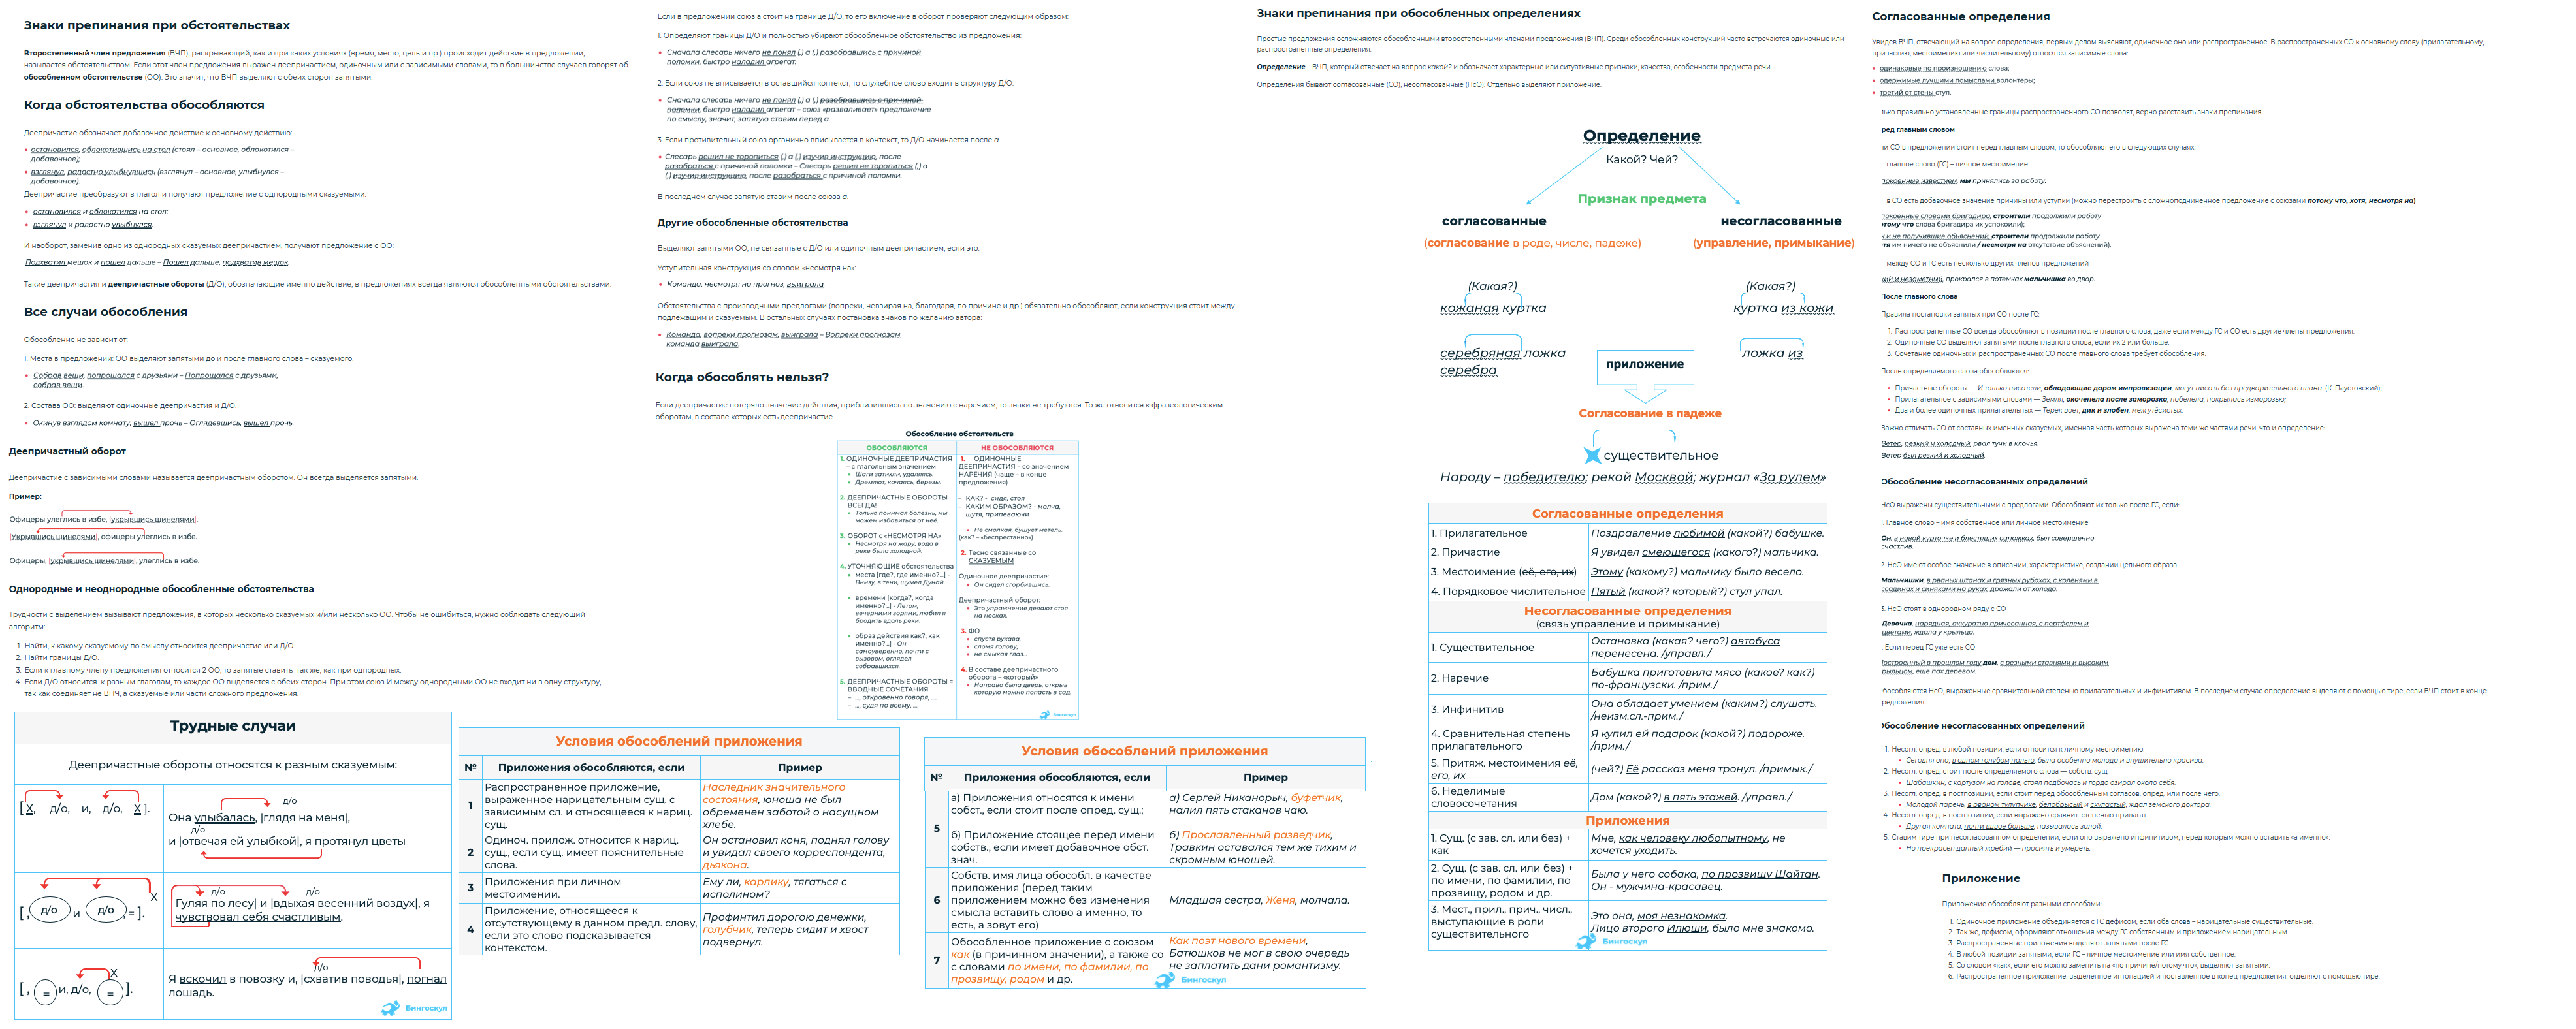 Знаки препинания при обстоятельствах
Второстепенный член предложения (ВЧП), раскрывающий, как и при каких условиях (время, место, цель и пр.) происходит действие в предложении,
называется обстоятельством. Если этот член предложения выражен деепричастием, одиночным или с зависимыми словами, то в большинстве случаев говорят об
обособленном обстоятельстве (ОО). Это значит, что ВЧП выделяют с обеих сторон запятыми.
Когда обстоятельства обособляются
Деепричастие обозначает добавочное действие к основному действию:
остановился, облокотившись на стол (стоял – основное, облокотился –
добавочное);
взглянул, радостно улыбнувшись (взглянул – основное, улыбнулся –
добавочное).
Деепричастие преобразуют в глагол и получают предложение с однородными сказуемыми:
остановился и облокотился на стол;
взглянул и радостно улыбнулся.
И наоборот, заменив одно из однородных сказуемых деепричастием, получают предложение с ОО:
Подхватил мешок и пошел дальше – Пошел дальше, подхватив мешок.
Такие деепричастия и деепричастные обороты (Д/О), обозначающие именно действие, в предложениях всегда являются обособленными обстоятельствами.
Все случаи обособления
Обособление не зависит от:
1. Места в предложении: ОО выделяют запятыми до и после главного слова – сказуемого.
Собрав вещи, попрощался с друзьями – Попрощался с друзьями,
собрав вещи.
2. Состава ОО: выделяют одиночные деепричастия и Д/О.
Окинув взглядом комнату, вышел прочь – Оглядевшись, вышел прочь.
Деепричастный оборот
Деепричастие с зависимыми словами называется деепричастным оборотом. Он всегда выделяется запятыми.
Пример:
Офицеры улеглись в избе, |укрывшись шинелями|.
|Укрывшись шинелями|, офицеры улеглись в избе.
Офицеры, |укрывшись шинелями|, улеглись в избе.
Однородные и неоднородные обособленные обстоятельства
Трудности с выделением вызывают предложения, в которых несколько сказуемых и/или несколько ОО. Чтобы не ошибиться, нужно соблюдать следующий
алгоритм:
1. Найти, к какому сказуемому по смыслу относится деепричастие или Д/О.
2. Найти границы Д/О.
3. Если к главному члену предложения относится 2 ОО, то запятые ставить так же, как при однородных.
4. Если Д/О относится к разным глаголам, то каждое ОО выделяется с обеих сторон. При этом союз И между однородными ОО не входит ни в одну структуру,
так как соединяет не ВПЧ, а сказуемые или части сложного предложения.
Трудные случаи
Деепричастные обороты относятся к разным сказуемым:
[ X, д/о, и, д/о, X ].
д/о
Она улыбалась, |глядя на меня|,
д/о
и |отвечая ей улыбкой|, я протянул цветы
X
[ , д/о и д/о , = ].
д/о д/о
Гуляя по лесу| и |вдыхая весенний воздух|, я
чувствовал себя счастливым.
X
[ , = и, д/о, = ].
д/о
Я вскочил в повозку и, |схватив поводья|, погнал
лошадь.
Бингоскул
Если в предложении союз а стоит на границе Д/О, то его включение в оборот проверяют следующим образом:
1. Определяют границы Д/О и полностью убирают обособленное обстоятельство из предложения:
Сначала слесарь ничего не понял (,) а (,) разобравшись с причиной
поломки, быстро наладил агрегат.
2. Если союз не вписывается в оставшийся контекст, то служебное слово входит в структуру Д/О:
Сначала слесарь ничего не понял (,) а (,) разобравшись с причиной
поломки, быстро наладил агрегат – союз «разваливает» предложение
по смыслу, значит, запятую ставим перед а.
3. Если противительный союз органично вписывается в контекст, то Д/О начинается после а.
Слесарь решил не торопиться (,) а (,) изучив инструкцию, после
разобраться с причиной поломки – Слесарь решил не торопиться (,) а
(,) изучив инструкцию, после разобраться с причиной поломки.
В последнем случае запятую ставим после союза а.
Другие обособленные обстоятельства
Выделяют запятыми ОО, не связанные с Д/О или одиночным деепричастием, если это:
Уступительная конструкция со словом «несмотря на»:
Команда, несмотря на прогноз, выиграла.
Обстоятельства с производными предлогами (вопреки, невзирая на, благодаря, по причине и др.) обязательно обособляют, если конструкция стоит между
подлежащим и сказуемым. В остальных случаях постановка знаков по желанию автора:
Команда, вопреки прогнозам, выиграла – Вопреки прогнозам
команда выиграла.
Когда обособлять нельзя?
Если деепричастие потеряло значение действия, приблизившись по значению с наречием, то знаки не требуются. То же относится к фразеологическим
оборотам, в составе которых есть деепричастие.
Обособление обстоятельств
ОБОСОБЛЯЮТСЯ
1. ОДИНОЧНЫЕ ДЕЕПРИЧАСТИЯ
– с глагольным значением
Шаги затихли, удаляясь.
Дремлют, качаясь, березы.
2. ДЕЕПРИЧАСТНЫЕ ОБОРОТЫ
ВСЕГДА!
Только понимая болезнь, мы
можем избавиться от неё.
3. ОБОРОТ с «НЕСМОТРЯ НА»
Несмотря на жару, вода в
реке была холодной.
4. УТОЧНЯЮЩИЕ обстоятельства
места [где?, где именно?...] -
Внизу, в тени, шумел Дунай.
времени [когда?, когда
именно?...] - Летом,
вечерними зорями, любил я
бродить вдоль реки.
образ действия как?, как
именно?...] - Он
самоуверенно, почти с
вызовом, оглядел
собравшихся.
5. ДЕЕПРИЧАСТНЫЕ ОБОРОТЫ =
ВВОДНЫЕ СОЧЕТАНИЯ
– ..., откровенно говоря, ....
– ..., судя по всему, ...
НЕ ОБОСОБЛЯЮТСЯ
1. ОДИНОЧНЫЕ
ДЕЕПРИЧАСТИЯ – со значением
НАРЕЧИЯ (чаще – в конце
предложения)
– КАК? - сидя, стоя
– КАКИМ ОБРАЗОМ? - молча,
шутя, припеваючи
Не смолкая, бушует метель.
(как? – «беспрестанно»)
2. Тесно связанные со
СКАЗУЕМЫМ
Одиночное деепричастие:
Он сидел сгорбившись.
Деепричастный оборот:
Это упражнение делают стоя
на носках.
3. ФО
спустя рукава,
сломя голову,
не смыкая глаз...
4. В составе деепричастного
оборота – «который»
Направо была дверь, открыв
которую можно попасть в сад.
Бингоскул
Условия обособлений приложения
№ Приложения обособляются, если Пример
1
Распространенное приложение,
выраженное нарицательным сущ. с
зависимым сл. и относящееся к нариц.
сущ.
Наследник значительного
состояния, юноша не был
обременен заботой о насущном
хлебе.
2
Одиноч. прилож. относится к нариц.
сущ., если сущ. имеет пояснительные
слова.
Он остановил коня, поднял голову
и увидал своего корреспондента,
дьякона.
3
Приложения при личном
местоимении.
Ему ли, карлику, тягаться с
исполином?
4
Приложение, относящееся к
отсутствующему в данном предл. слову,
если это слово подсказывается
контекстом.
Профинтил дорогою денежки,
голубчик, теперь сидит и хвост
подвернул.
Условия обособлений приложения
№ Приложения обособляются, если Пример
5
а) Приложения относятся к имени
собст., если стоит после опред. сущ.;
б) Приложение стоящее перед имени
собств., если имеет добавочное обст.
знач.
а) Сергей Никанорыч, буфетчик,
налил пять стаканов чаю.
б) Прославленный разведчик,
Травкин оставался тем же тихим и
скромным юношей.
6
Собств. имя лица обособл. в качестве
приложения (перед таким
приложением можно без изменения
смысла вставить слово а именно, то
есть, а зовут его)
Младшая сестра, Женя, молчала.
7
Обособленное приложение с союзом
как (в причинном значении), а также со
с словами по имени, по фамилии, по
прозвищу, родом и др.
Как поэт нового времени,
Батюшков не мог в свою очередь
не заплатить дани романтизму.
Бингоскул
Знаки препинания при обособленных определениях
Простые предложения осложняются обособленными второстепенными членами предложения (ВЧП). Среди обособленных конструкций часто встречаются одиночные или
распространенные определения.
Определение – ВЧП, который отвечает на вопрос какой? и обозначает характерные или ситуативные признаки, качества, особенности предмета речи.
Определения бывают согласованные (СО), несогласованные (НсО). Отдельно выделяют приложение.
Определение
Какой? Чей?
Признак предмета
согласованные
(согласование в роде, числе, падеже)
несогласованные
(управление, примыкание)
(Какая?)
кожаная куртка
(Какая?)
куртка из кожи
серебряная ложка
серебра
ложка из
приложение
Согласование в падеже
существительное
Народу – победителю; рекой Москвой; журнал «За рулем»
Согласованные определения
1. Прилагательное Поздравление любимой (какой?) бабушке.
2. Причастие Я увидел смеющегося (какого?) мальчика.
3. Местоимение (её, его, их) Этому (какому?) мальчику было весело.
4. Порядковое числительное Пятый (какой? который?) стул упал.
Несогласованные определения
(связь управление и примыкание)
1. Существительное
Остановка (какая? чего?) автобуса
перенесена. /управл./
2. Наречие
Бабушка приготовила мясо (какое? как?)
по-французски. /прим./
3. Инфинитив
Она обладает умением (каким?) слушать.
/неизм.сл.-прим./
4. Сравнительная степень
прилагательного
Я купил ей подарок (какой?) подороже.
/прим./
5. Притяж. местоимения её,
его, их
(чей?) Её рассказ меня тронул. /примык./
6. Неделимые
словосочетания
Дом (какой?) в пять этажей. /управл./
Приложения
1. Сущ. (с зав. сл. или без) +
как
Мне, как человеку любопытному, не
хочется уходить.
2. Сущ. (с зав. сл. или без) +
по имени, по фамилии, по
прозвищу, родом и др.
Была у него собака, по прозвищу Шайтан.
Он - мужчина-красавец.
3. Мест., прил., прич., числ.,
выступающие в роли
существительного
Это она, моя незнакомка.
Лицо второго Илюши, было мне знакомо.
Бингоскул
Согласованные определения
Увидев ВЧП, отвечающий на вопрос определения, первым делом выясняют, одиночное оно или распространенное. В распространенных СО к основному слову (прилагательному,
причастию, местоимению или числительному) относятся зависимые слова:
одинаковые по произношению слова;
одержимые лучшими помыслами волонтеры;
третий от стены стул.
лько правильно установленные границы распространенного СО позволят, верно расставить знаки препинания.
ред главным словом
ли СО в предложении стоит перед главным словом, то обособляют его в следующих случаях:
главное слово (ГС) – личное местоимение
покоенные известием, мы принялись за работу.
в СО есть добавочное значение причины или уступки (можно перестроить с сложноподчиненное предложение с союзами потому что, хотя, несмотря на)
покоенные словами бригадира, строители продолжили работу
тому что слова бригадира их успокоили);
и не получившие объяснений, строители продолжили работу
тя им ничего не объяснили / несмотря на отсутствие объяснений).
между СО и ГС есть несколько других членов предложений
ий и незаметный, прокрался в потемках мальчишка во двор.
После главного слова
Правила постановки запятых при СО после ГС:
1. Распространенные СО всегда обособляют в позиции после главного слова, даже если между ГС и СО есть другие члены предложения.
2. Одиночные СО выделяют запятыми после главного слова, если их 2 или больше.
3. Сочетание одиночных и распространенных СО после главного слова требует обособления.
После определяемого слова обособляются:
Причастные обороты — И только писатели, обладающие даром импровизации, могут писать без предварительного плана. (К. Паустовский);
Прилагательное с зависимыми словами — Земля, окоченела после заморозка, побелела, покрылась изморозью;
Два и более одиночных прилагательных — Терек воет, дик и злобен, меж утёсистых.
Важно отличать СО от составных именных сказуемых, именная часть которых выражена теми же частями речи, что и определение:
Ветер, резкий и холодный, рвал тучи в клочья.
Ветер был резкий и холодный.
Обособление несогласованных определений
НсО выражены существительными с предлогами. Обособляют их только после ГС, если:
. Главное слово – имя собственное или личное местоимение
Он, в новой курточке и блестящих сапожках, был совершенно
счастлив.
2. НсО имеют особое значение в описании, характеристике, создании цельного образа
Мальчишки, в рваных штанах и грязных рубахах, с коленями в
ссадинах и синяками на руках, дрожали от холода.
3. НсО стоят в однородном ряду с СО
Девочка, нарядная, аккуратно причесанная, с портфелем и
цветами, ждала у крыльца.
. Если перед ГС уже есть СО
Построенный в прошлом году дом, с резными ставнями и высоким
рыльцом, еще пах деревом.
бособляются НсО, выраженные сравнительной степенью прилагательных и инфинитивом. В последнем случае определение выделяют с помощью тире, если ВЧП стоит в конце
редложения.
Обособление несогласованных определений
1. Несогл. опред. в любой позиции, если относится к личному местоимению.
Сегодня она, в одном голубом пальто, была особенно молода и внушительно красива.
2. Несогл. опред. стоит после определяемого слова — собств. сущ.
Шабашкин, с картузом на голове, стоял подбочась и гордо озирал около себя.
3. Несогл. опред. в постпозиции, если стоит перед обособленным согласов. опред. или после него.
Молодой парень, в рваном тулупчике, белобрысый и скуластый, ждал земского доктора.
4. Несогл. опред. в постпозиции, если выражено сравнит. степенью прилагат.
Другая комната, почти вдвое больше, называлась залой.
5. Ставим тире при несогласованном определении, если оно выражено инфинитивом, перед которым можно вставить «а именно».
Но прекрасен данный жребий — просиять и умереть.
Приложение
Приложение обособляют разными способами:
1. Одиночное приложение объединяется с ГС дефисом, если оба слова – нарицательные существительные.
2. Так же, дефисом, оформляют отношения между ГС собственным и приложением нарицательным.
3. Распространенные приложения выделяют запятыми после ГС.
4. В любой позиции запятыми, если ГС – личное местоимение или имя собственное.
5. Со словом «как», если его можно заменить на «по причине/потому что», выделяют запятыми.
6. Распространенное приложение, выделенное интонацией и поставленное в конец предложения, отделяют с помощью тире.